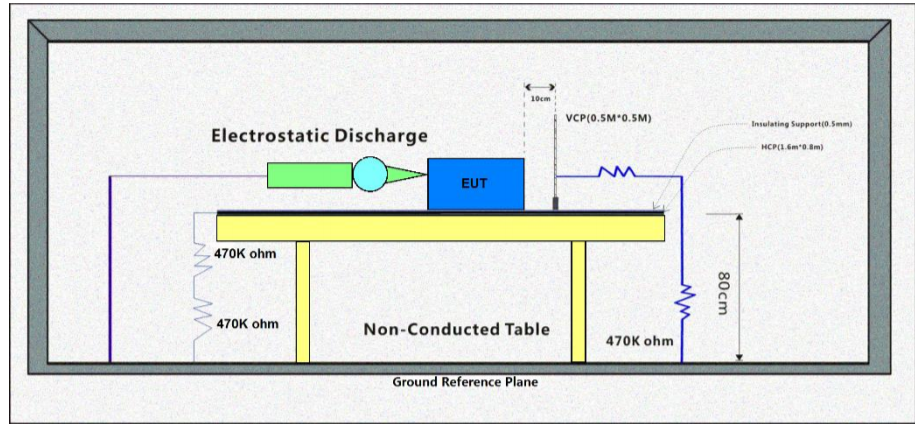 10cm
VCP(0.5M*0.5M)
Insulating Support(0.5mm)
Electrostatic Discharge
HCP(1.6m*0.8m)
EUT
470K ohm
80cm
470K ohm
Non-Conducted Table
470K ohm
Ground Reference Plane